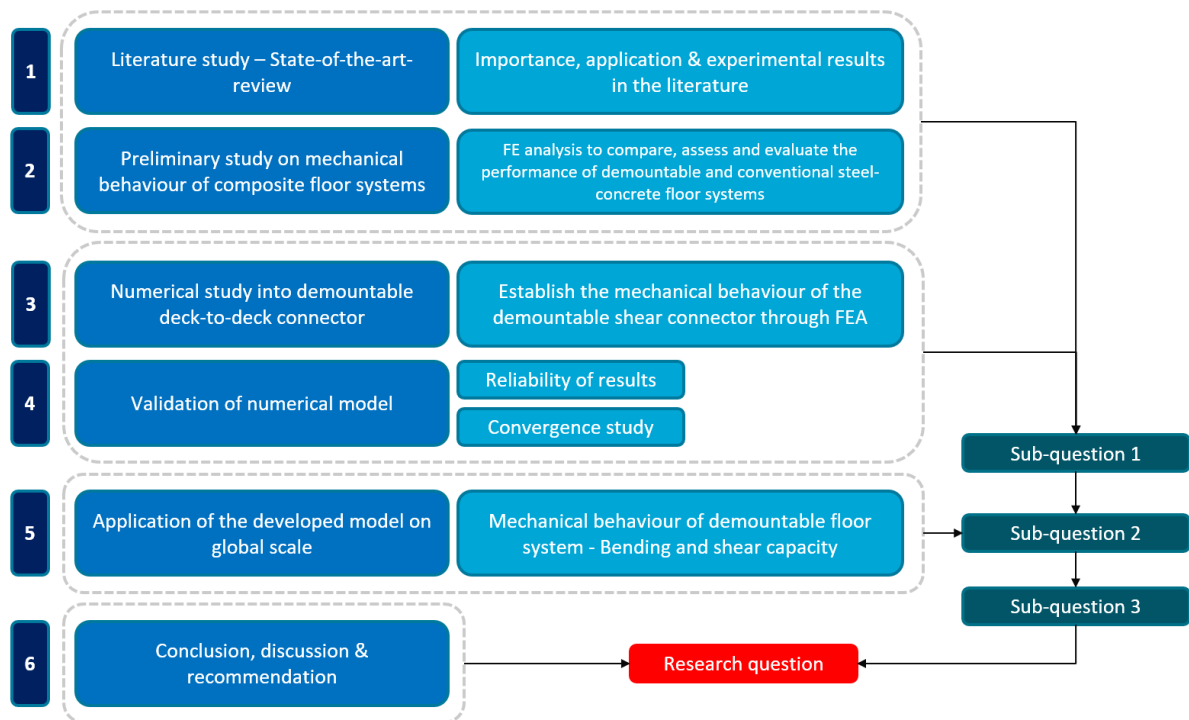 1
Literature study – State-of-the-art-
review
Importance, application & experimental results
in the literature
2
Preliminary study on mechanical
behaviour of composite floor systems
FE analysis to compare, assess and evaluate the
performance of demountable and conventional steel-
concrete floor systems
3
Numerical study into demountable
deck-to-deck connector
Establish the mechanical behaviour of the
demountable shear connector through FEA
4
Validation of numerical model
Reliability of results
Convergence study
Sub-question 1
5
Application of the developed model on
global scale
Mechanical behaviour of demountable floor
system - Bending and shear capacity
Sub-question 2
Sub-question 3
6
Conclusion, discussion &
recommendation
Research question